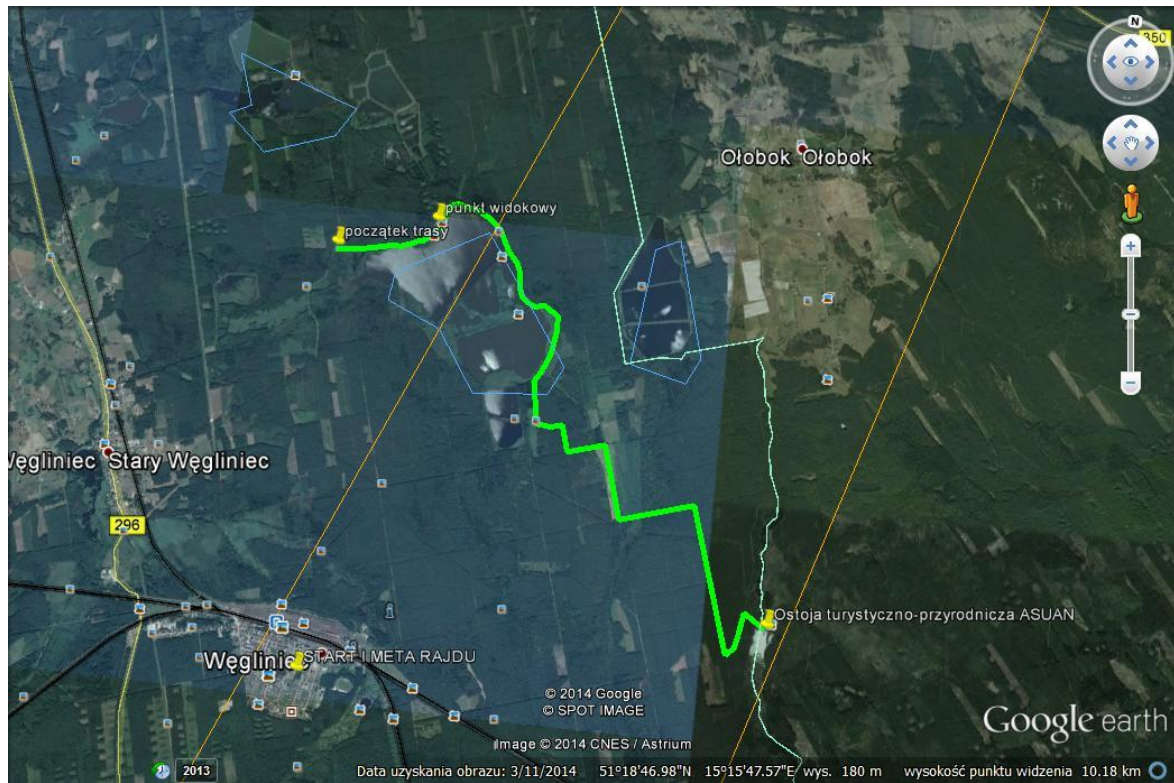 N
350
Ołobok Ołobok
punkt widokowy
początek trasy
Węgliniec Stary Węgliniec
296
Ostoja turystyczno-przyrodnicza ASUAN
Węgliniec START I META RAJDU
© 2014 Google
© SPOT IMAGE
Image © 2014 CNES / Astrium
Google earth
2013
Data uzyskania obrazu: 3/11/2014 51°18'46.98"N 15°15'47.57"E wys. 180 m wysokość punktu widzenia 10.18 km